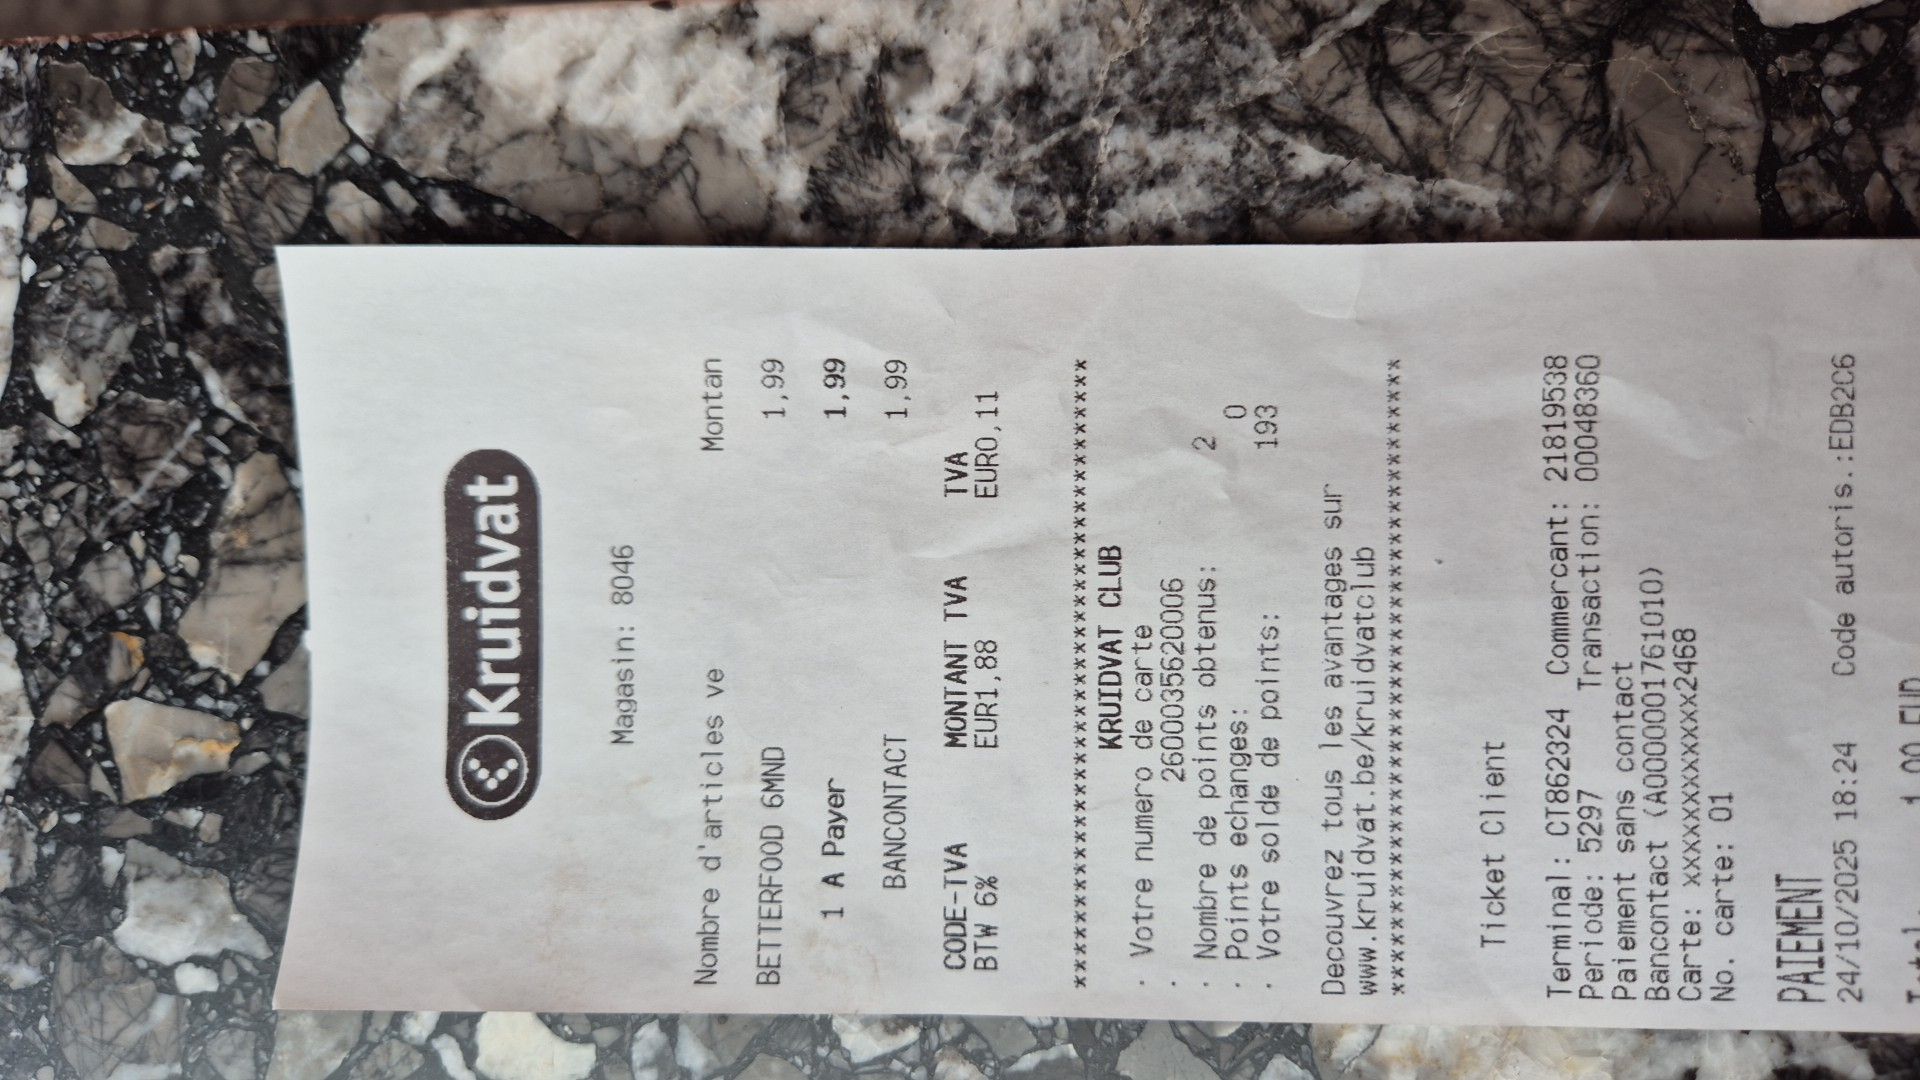 Kruidvat
Magasin: 8046
Nombre d'articles ve Montan
BETTERFOOD 6MND 1,99
1 A Payer 1,99
BANCONTACT 1,99
CODE-TVA MONTANT TVA TVA
BTW 6% EUR1,88 EUR0,11
****************************************
KRUIDVAT CLUB
· Votre numero de carte
· 2600035620006
· Nombre de points obtenus: 2
· Points echanges: 0
· Votre solde de points: 193
Decouvrez tous les avantages sur
www.kruidvat.be/kruidvatclub
****************************************
Ticket Client
Terminal: CT862324 Commercant: 21819538
Periode: 5297 Transaction: 00048360
Paiement sans contact
Bancontact (A0000001761010)
Carte: xxxxxxxxxxxxx2468
No. carte: 01
PAIEMENT
24/10/2025 18:24 Code autoris.:EDB2C6